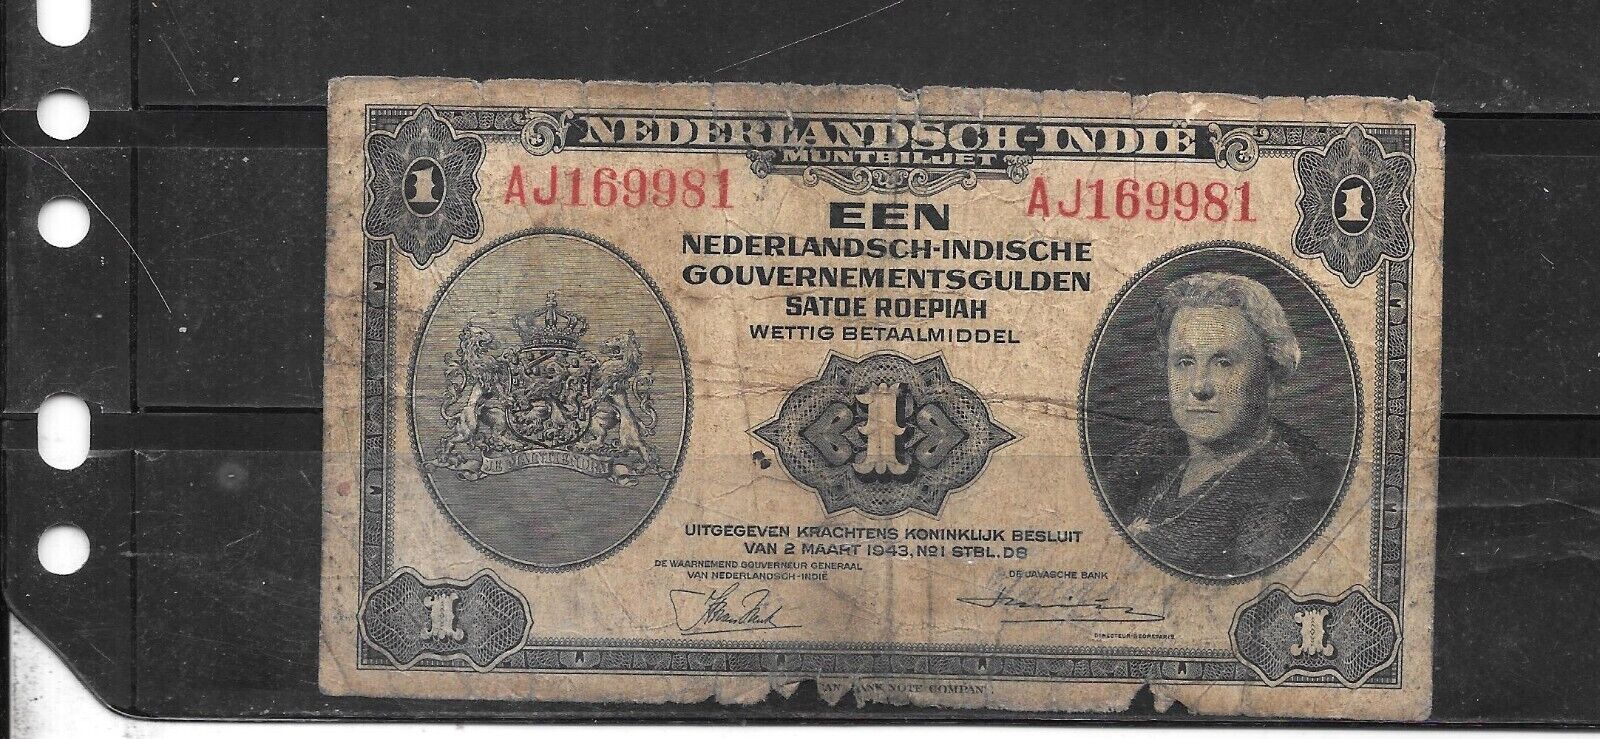 NEDERLANDSCH-INDIË
MUNTBILJET
1
AJ169981
AJ169981
1
EEN
NEDERLANDSCH-INDISCHE
GOUVERNEMENTSGULDEN
SATOE ROEPIAH
WETTIG BETAALMIDDEL
1
JE MAINTIENDRAI
UITGEGEVEN KRACHTENS KONINKLIJK BESLUIT
VAN 2 MAART 1943, No1 STBL. D8
DE WAARNEMEND GOUVERNEUR GENERAAL
VAN NEDERLANDSCH-INDIË
DE JAVASCHE BANK
DIRECTEUR-SECRETARIS
1
1
BANK NOTE COMPAN